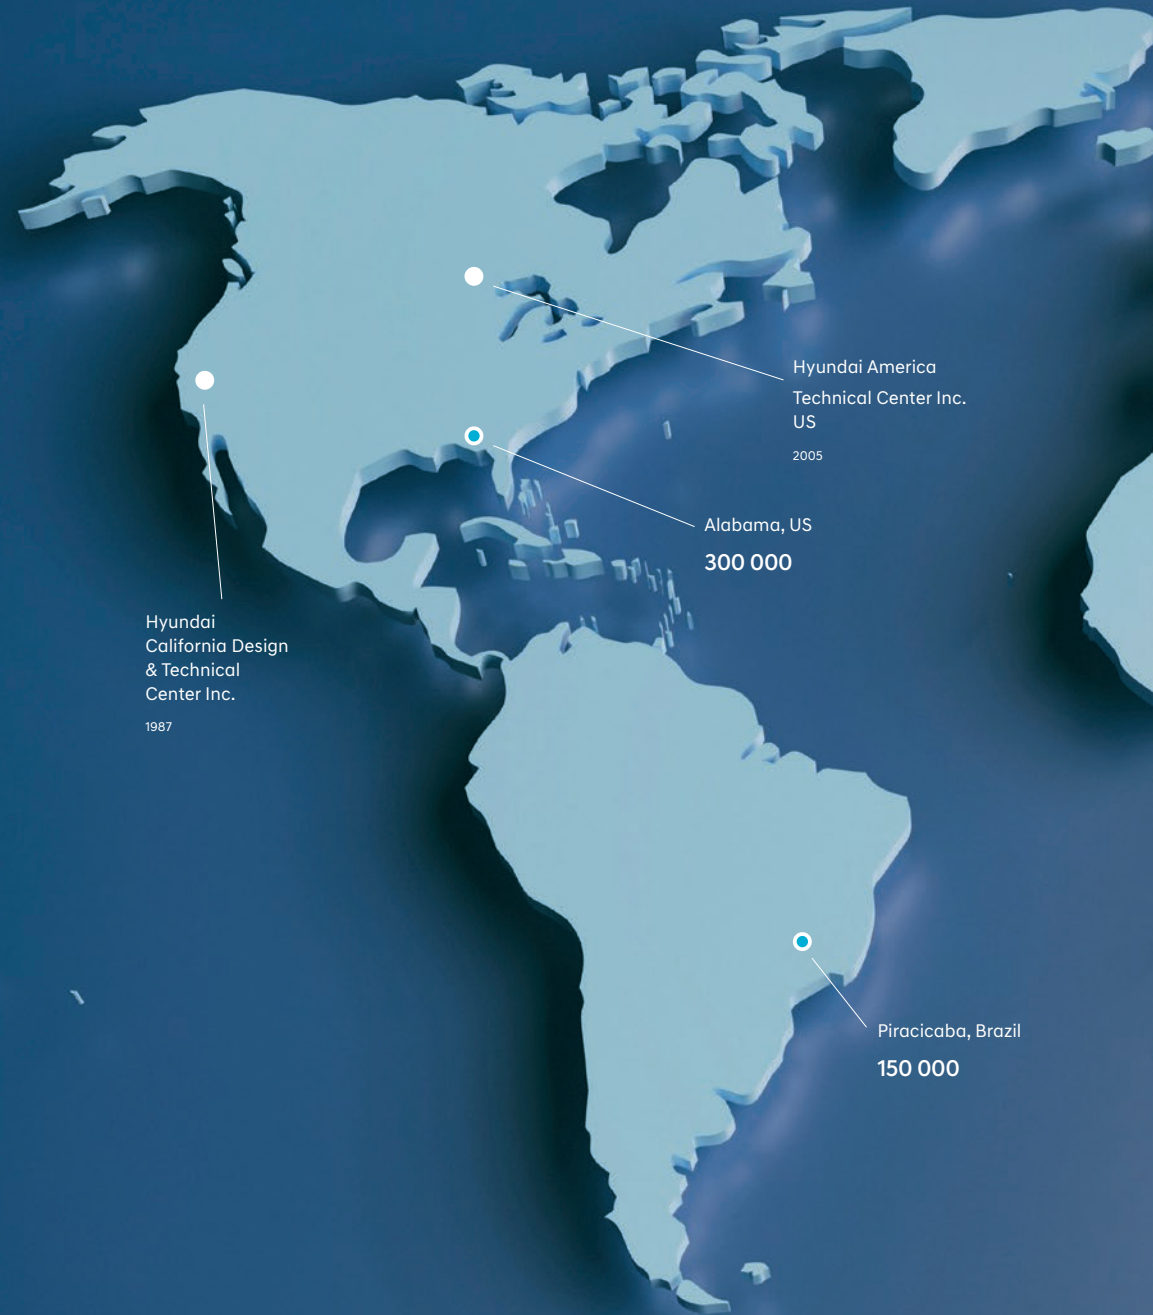 Hyundai America
Technical Center Inc.
US
2005
Alabama, US
300 000
Hyundai
California Design
& Technical
Center Inc.
1987
Piracicaba, Brazil
150 000